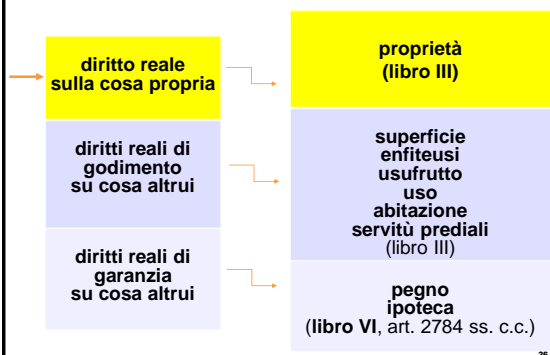 diritto reale
sulla cosa propria
proprietà
(libro III)
diritti reali di
godimento
su cosa altrui
superficie
enfiteusi
usufrutto
uso
abitazione
servitù prediali
(libro III)
diritti reali di
garanzia
su cosa altrui
pegno
ipoteca
(libro VI, art. 2784 ss. c.c.)
26